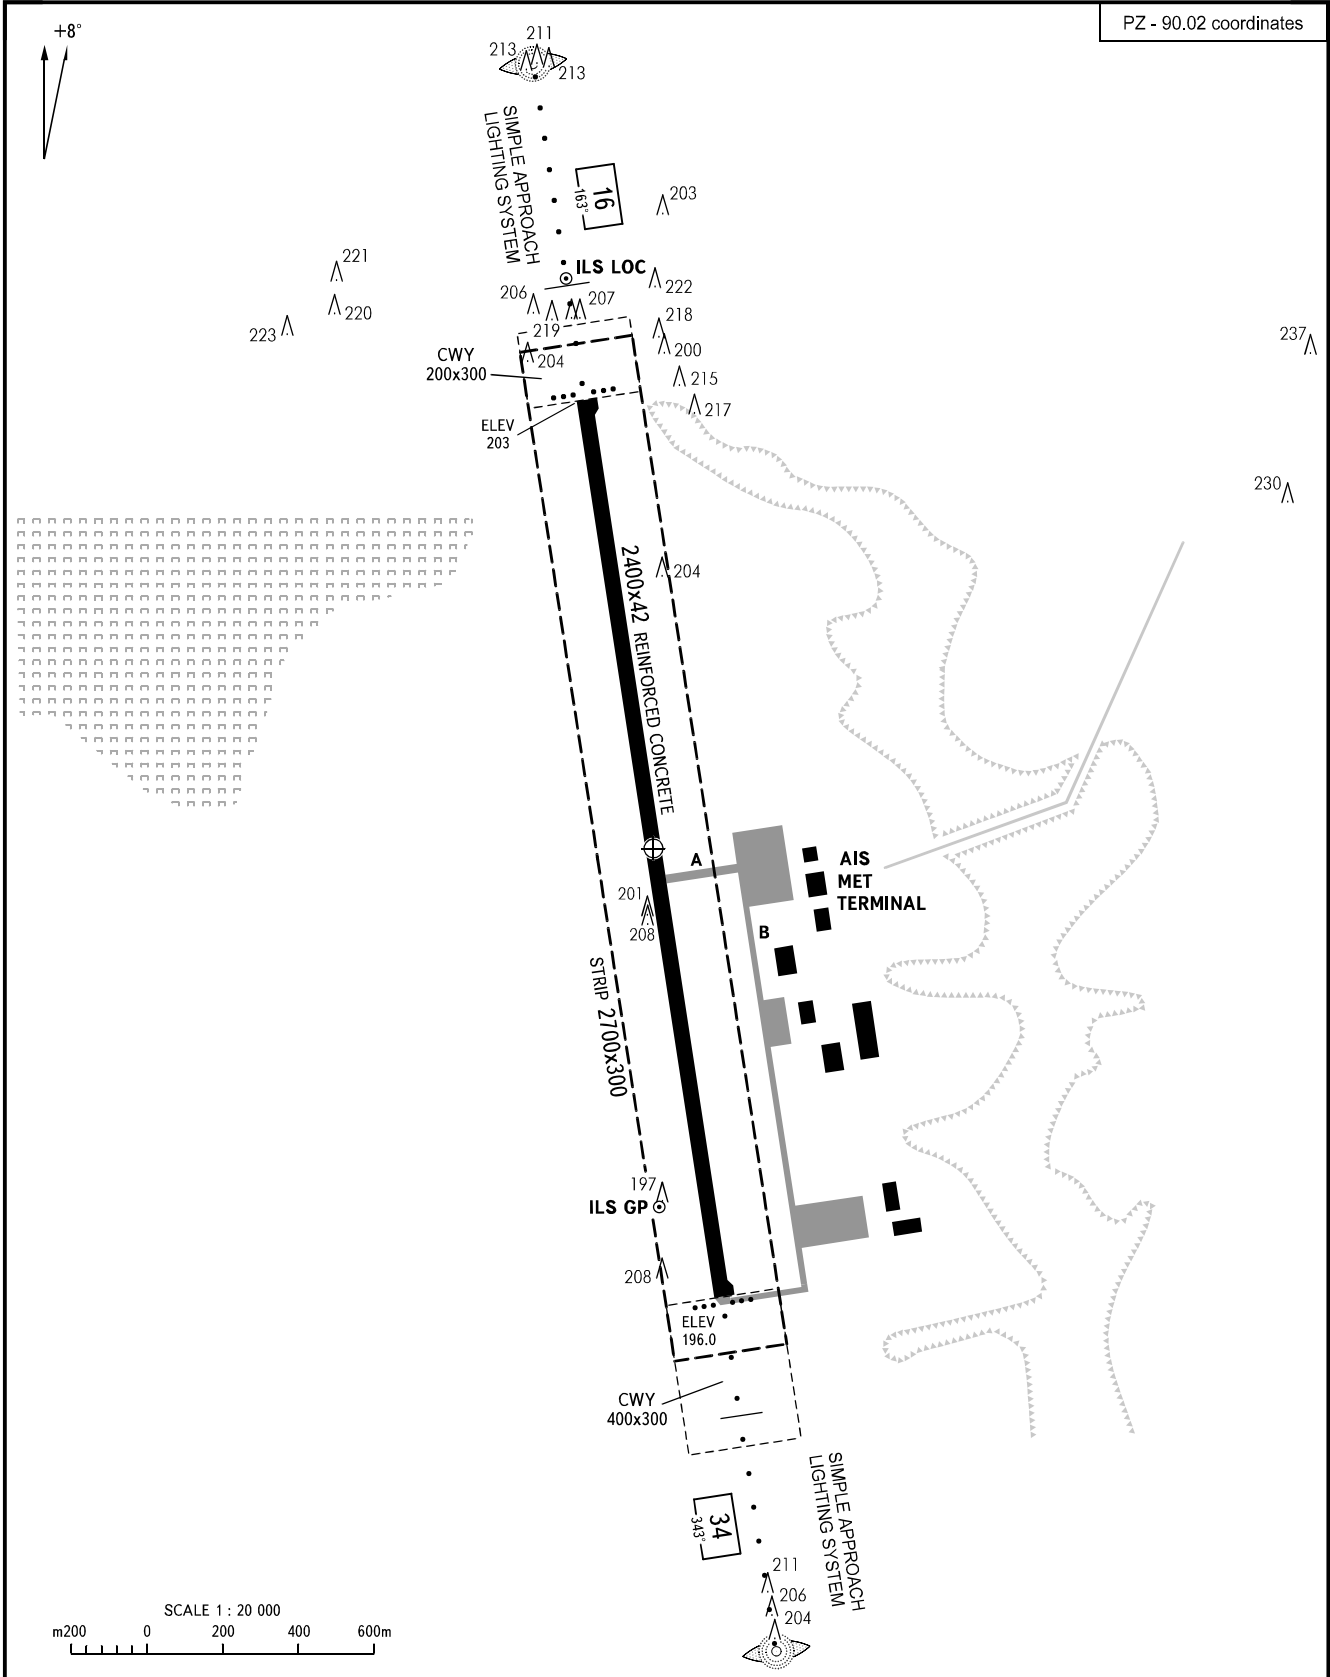 PZ - 90.02 coordinates
+8°
211
213
213
SIMPLE APPROACH
LIGHTING SYSTEM
16
163°
203
221
ILS LOC
222
206
207
220
223
219
218
237
200
CWY
200x300
204
215
217
ELEV
203
230
2400x42 REINFORCED CONCRETE
204
A
AIS
MET
TERMINAL
201
208
B
STRIP 2700x300
197
ILS GP
208
ELEV
196.0
CWY
400x300
SIMPLE APPROACH
LIGHTING SYSTEM
34
343°
211
206
204
SCALE 1 : 20 000
m200 0 200 400 600m